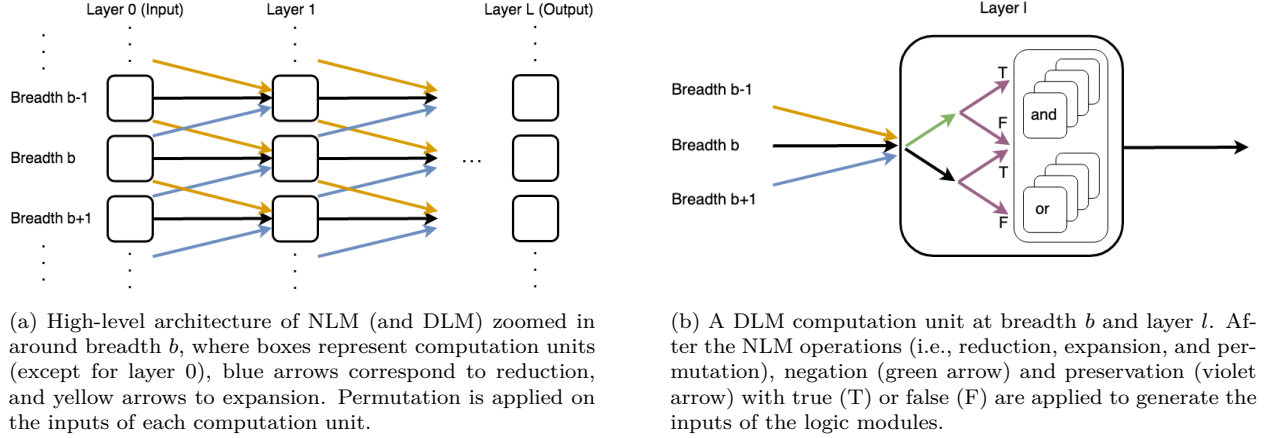 Layer 0 (Input)
Layer 1
Layer L (Output)
Breadth b-1
Breadth b
Breadth b+1
...
(a) High-level architecture of NLM (and DLM) zoomed in
around breadth b, where boxes represent computation units
(except for layer 0), blue arrows correspond to reduction,
and yellow arrows to expansion. Permutation is applied on
the inputs of each computation unit.
Layer l
Breadth b-1
Breadth b
Breadth b+1
T
F
T
F
and
or
(b) A DLM computation unit at breadth b and layer l. Af-
ter the NLM operations (i.e., reduction, expansion, and per-
mutation), negation (green arrow) and preservation (violet
arrow) with true (T) or false (F) are applied to generate the
inputs of the logic modules.